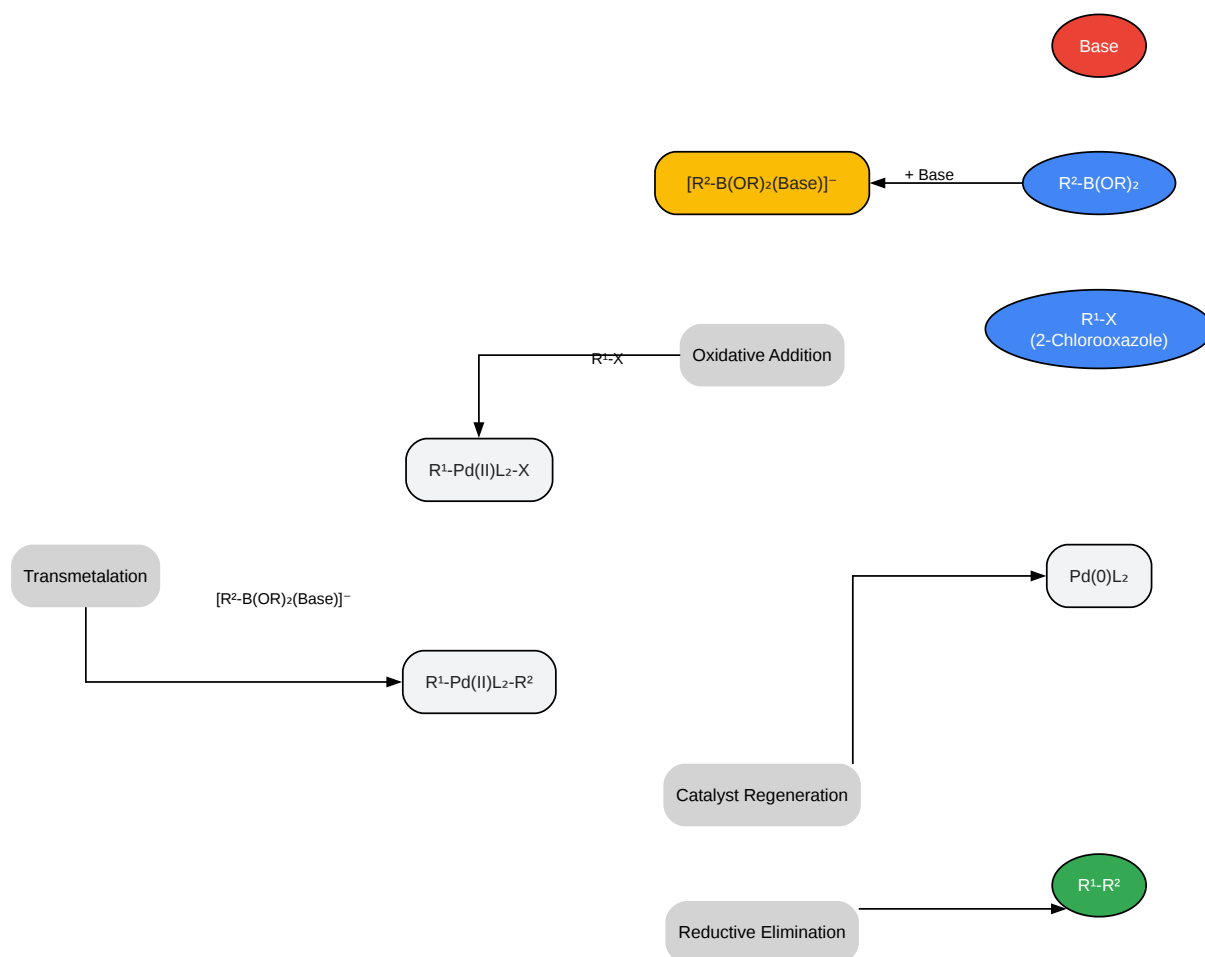 Base
[R²-B(OR)₂(Base)]⁻
+ Base
R²-B(OR)₂
R¹-X
(2-Chlorooxazole)
Oxidative Addition
R¹-X
R¹-Pd(II)L₂-X
Transmetalation
Pd(0)L₂
[R²-B(OR)₂(Base)]⁻
R¹-Pd(II)L₂-R²
Catalyst Regeneration
R¹-R²
Reductive Elimination